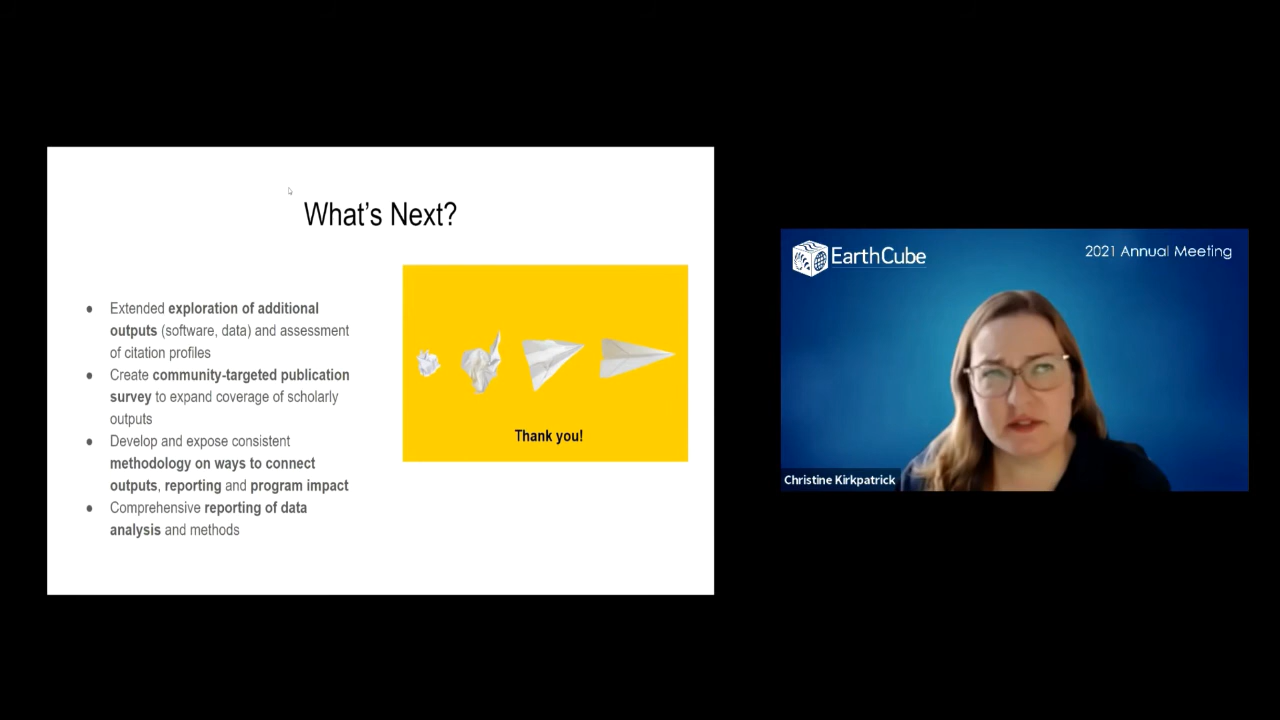 What's Next?
● Extended exploration of additional
outputs (software, data) and assessment
of citation profiles
● Create community-targeted publication
survey to expand coverage of scholarly
outputs
● Develop and expose consistent
methodology on ways to connect
outputs, reporting and program impact
● Comprehensive reporting of data
analysis and methods
Thank you!
EarthCube
2021 Annual Meeting
Christine Kirkpatrick